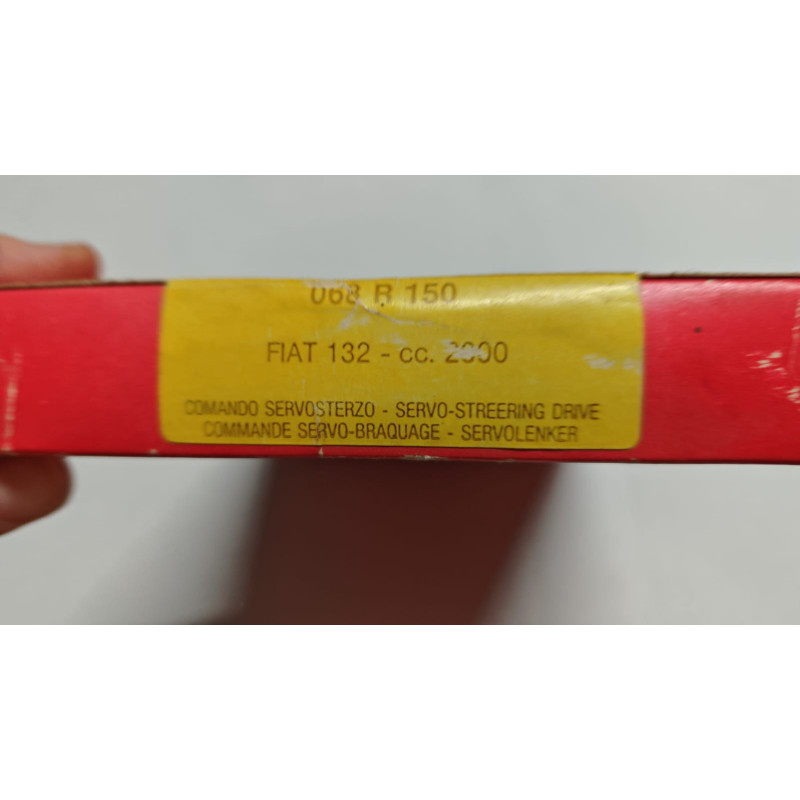 068 R 150
FIAT 132 - cc. 2000
COMANDO SERVOSTERZO - SERVO-STREERING DRIVE
COMMANDE SERVO-BRAQUAGE - SERVOLENKER